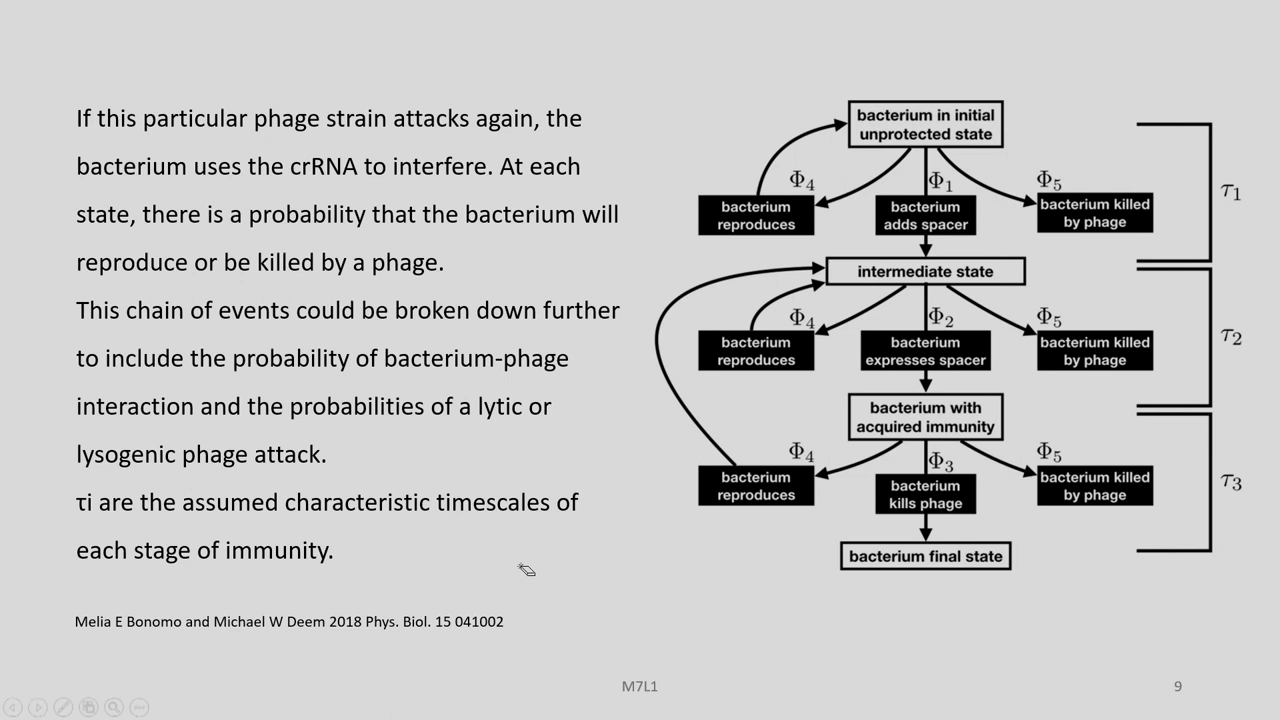 If this particular phage strain attacks again, the
bacterium uses the crRNA to interfere. At each
state, there is a probability that the bacterium will
reproduce or be killed by a phage.
This chain of events could be broken down further
to include the probability of bacterium-phage
interaction and the probabilities of a lytic or
lysogenic phage attack.
τi are the assumed characteristic timescales of
each stage of immunity.
Melia E Bonomo and Michael W Deem 2018 Phys. Biol. 15 041002
bacterium in initial
unprotected state
Φ4
Φ1
Φ5
bacterium
reproduces
bacterium
adds spacer
bacterium killed
by phage
τ1
intermediate state
Φ4
Φ2
Φ5
bacterium
reproduces
bacterium
expresses spacer
bacterium killed
by phage
τ2
bacterium with
acquired immunity
Φ4
Φ3
Φ5
bacterium
reproduces
bacterium
kills phage
bacterium killed
by phage
τ3
bacterium final state
M7L1
9